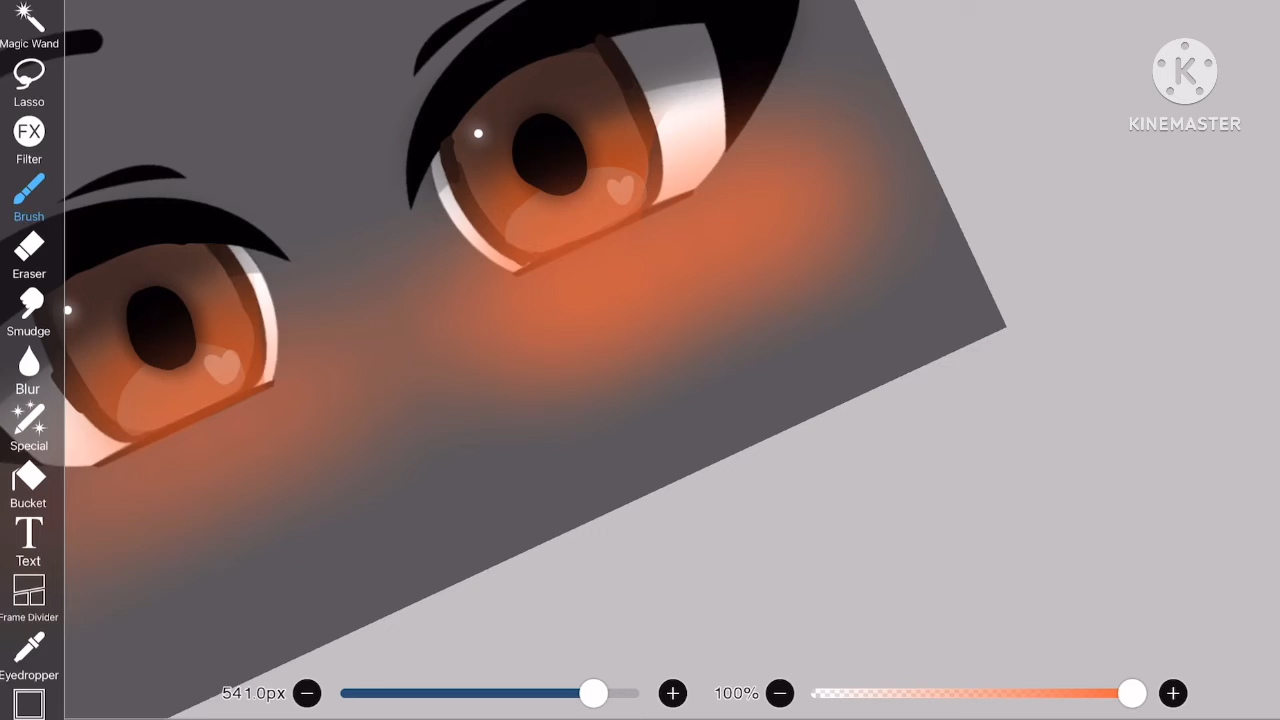 Magic Wand
Lasso
FX
Filter
Brush
Eraser
Smudge
Blur
Special
Bucket
T
Text
Frame Divider
Eyedropper
K
KINEMASTER
541.0px
100%